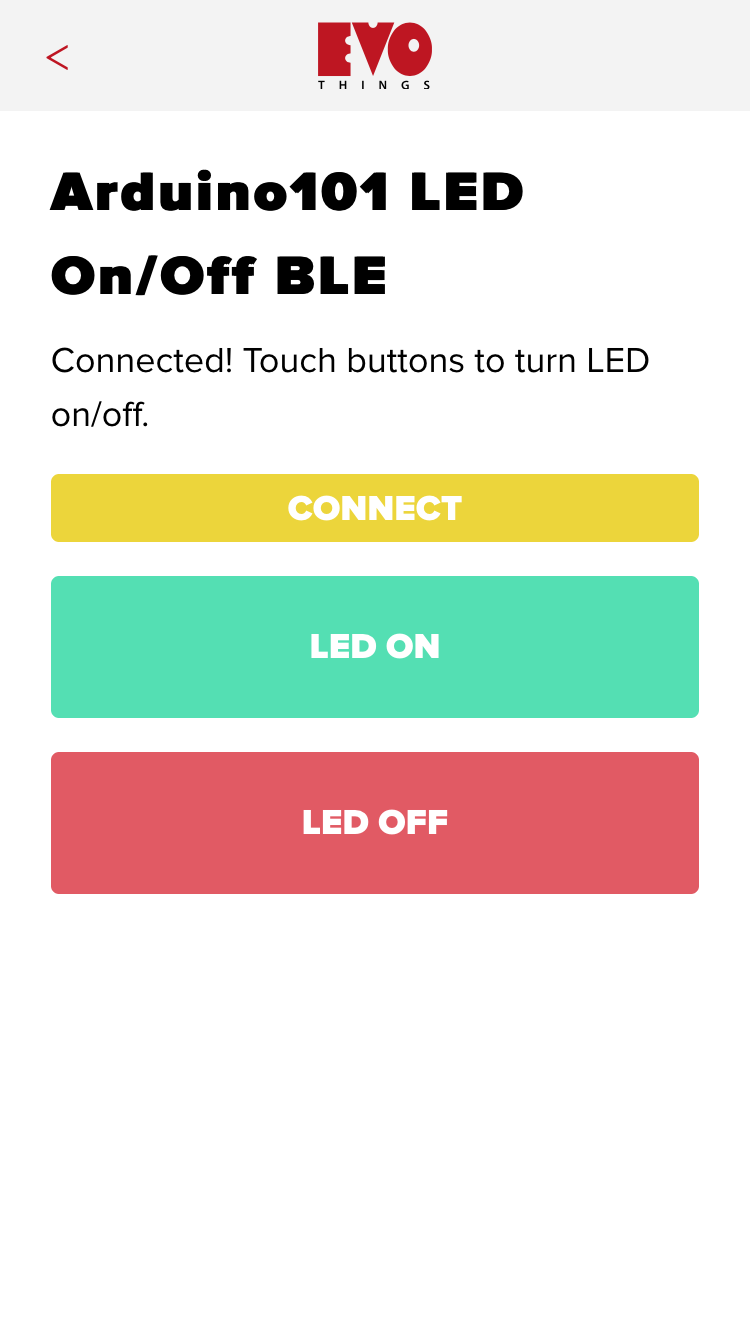 <
EVO
THINGS
Arduino101 LED
On/Off BLE
Connected! Touch buttons to turn LED
on/off.
CONNECT
LED ON
LED OFF